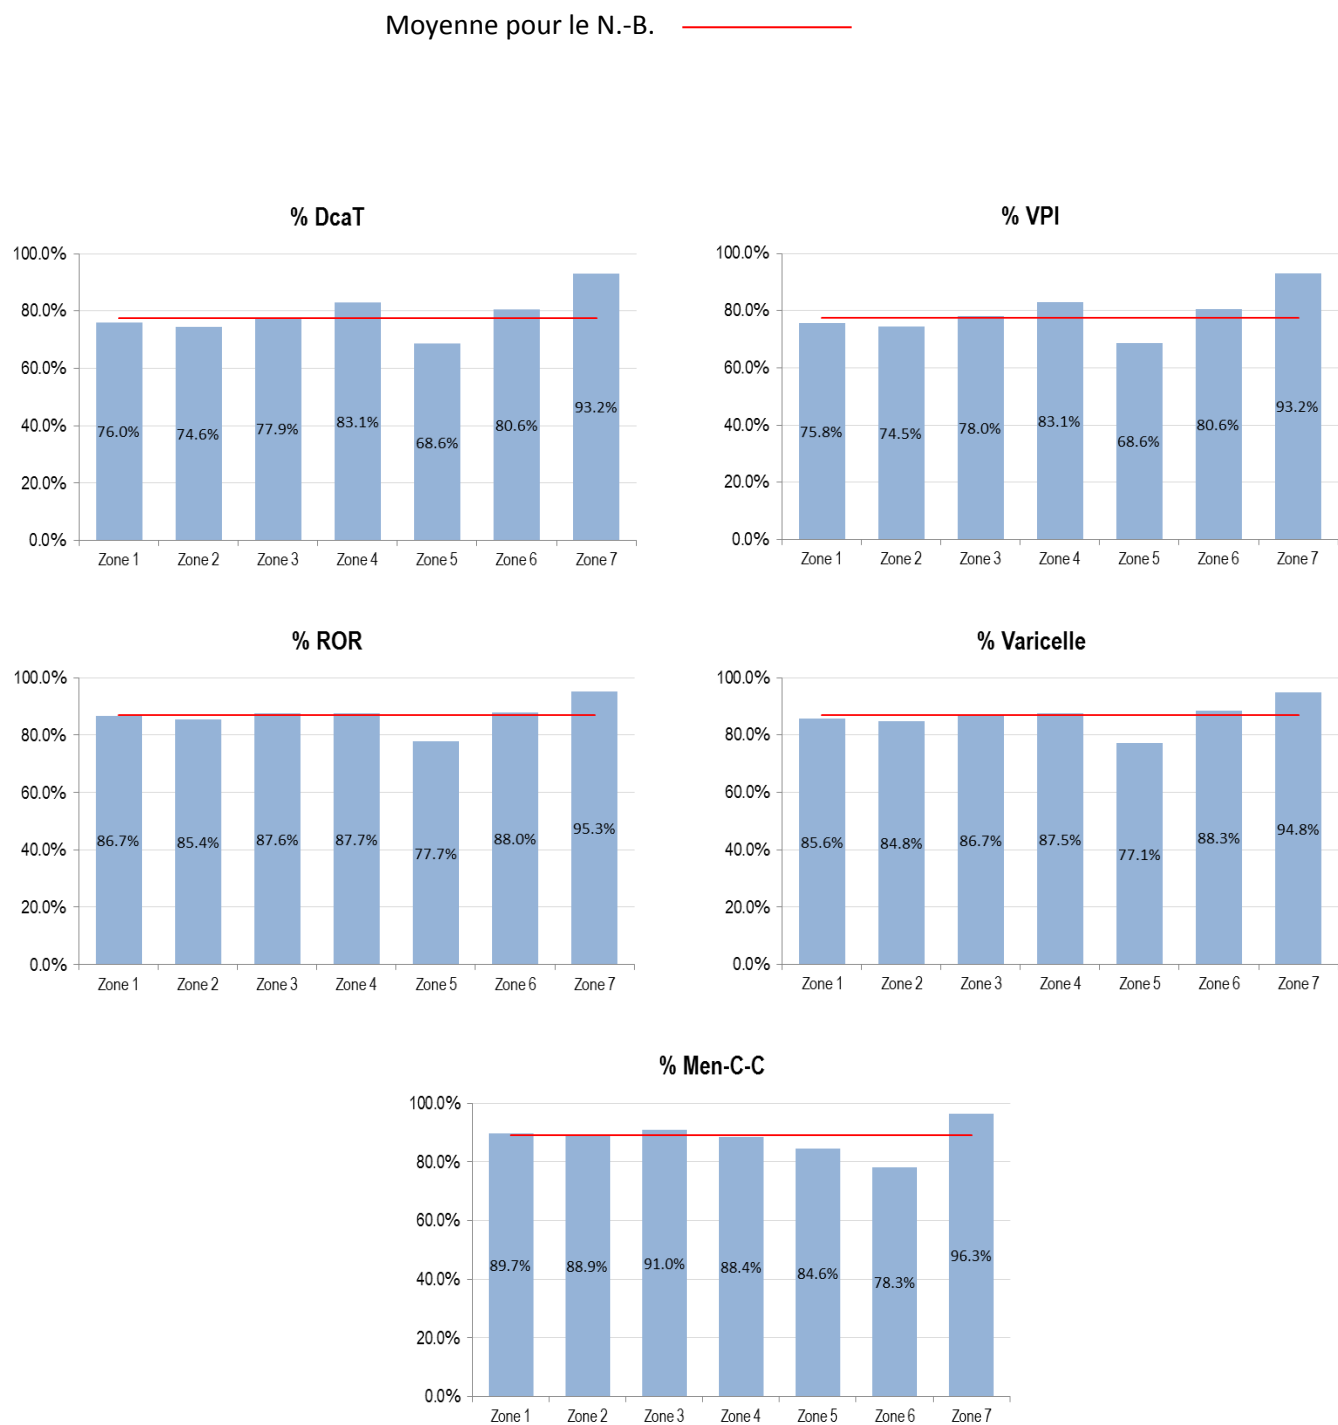 Moyenne pour le N.-B.
% DcaT
100.0%
80.0%
60.0%
40.0%
20.0%
0.0%
76.0% 74.6% 77.9% 83.1% 68.6% 80.6% 93.2%
Zone 1 Zone 2 Zone 3 Zone 4 Zone 5 Zone 6 Zone 7
% VPI
100.0%
80.0%
60.0%
40.0%
20.0%
0.0%
75.8% 74.5% 78.0% 83.1% 68.6% 80.6% 93.2%
Zone 1 Zone 2 Zone 3 Zone 4 Zone 5 Zone 6 Zone 7
% ROR
100.0%
80.0%
60.0%
40.0%
20.0%
0.0%
86.7% 85.4% 87.6% 87.7% 77.7% 88.0% 95.3%
Zone 1 Zone 2 Zone 3 Zone 4 Zone 5 Zone 6 Zone 7
% Varicelle
100.0%
80.0%
60.0%
40.0%
20.0%
0.0%
85.6% 84.8% 86.7% 87.5% 77.1% 88.3% 94.8%
Zone 1 Zone 2 Zone 3 Zone 4 Zone 5 Zone 6 Zone 7
% Men-C-C
100.0%
80.0%
60.0%
40.0%
20.0%
0.0%
89.7% 88.9% 91.0% 88.4% 84.6% 78.3% 96.3%
Zone 1 Zone 2 Zone 3 Zone 4 Zone 5 Zone 6 Zone 7